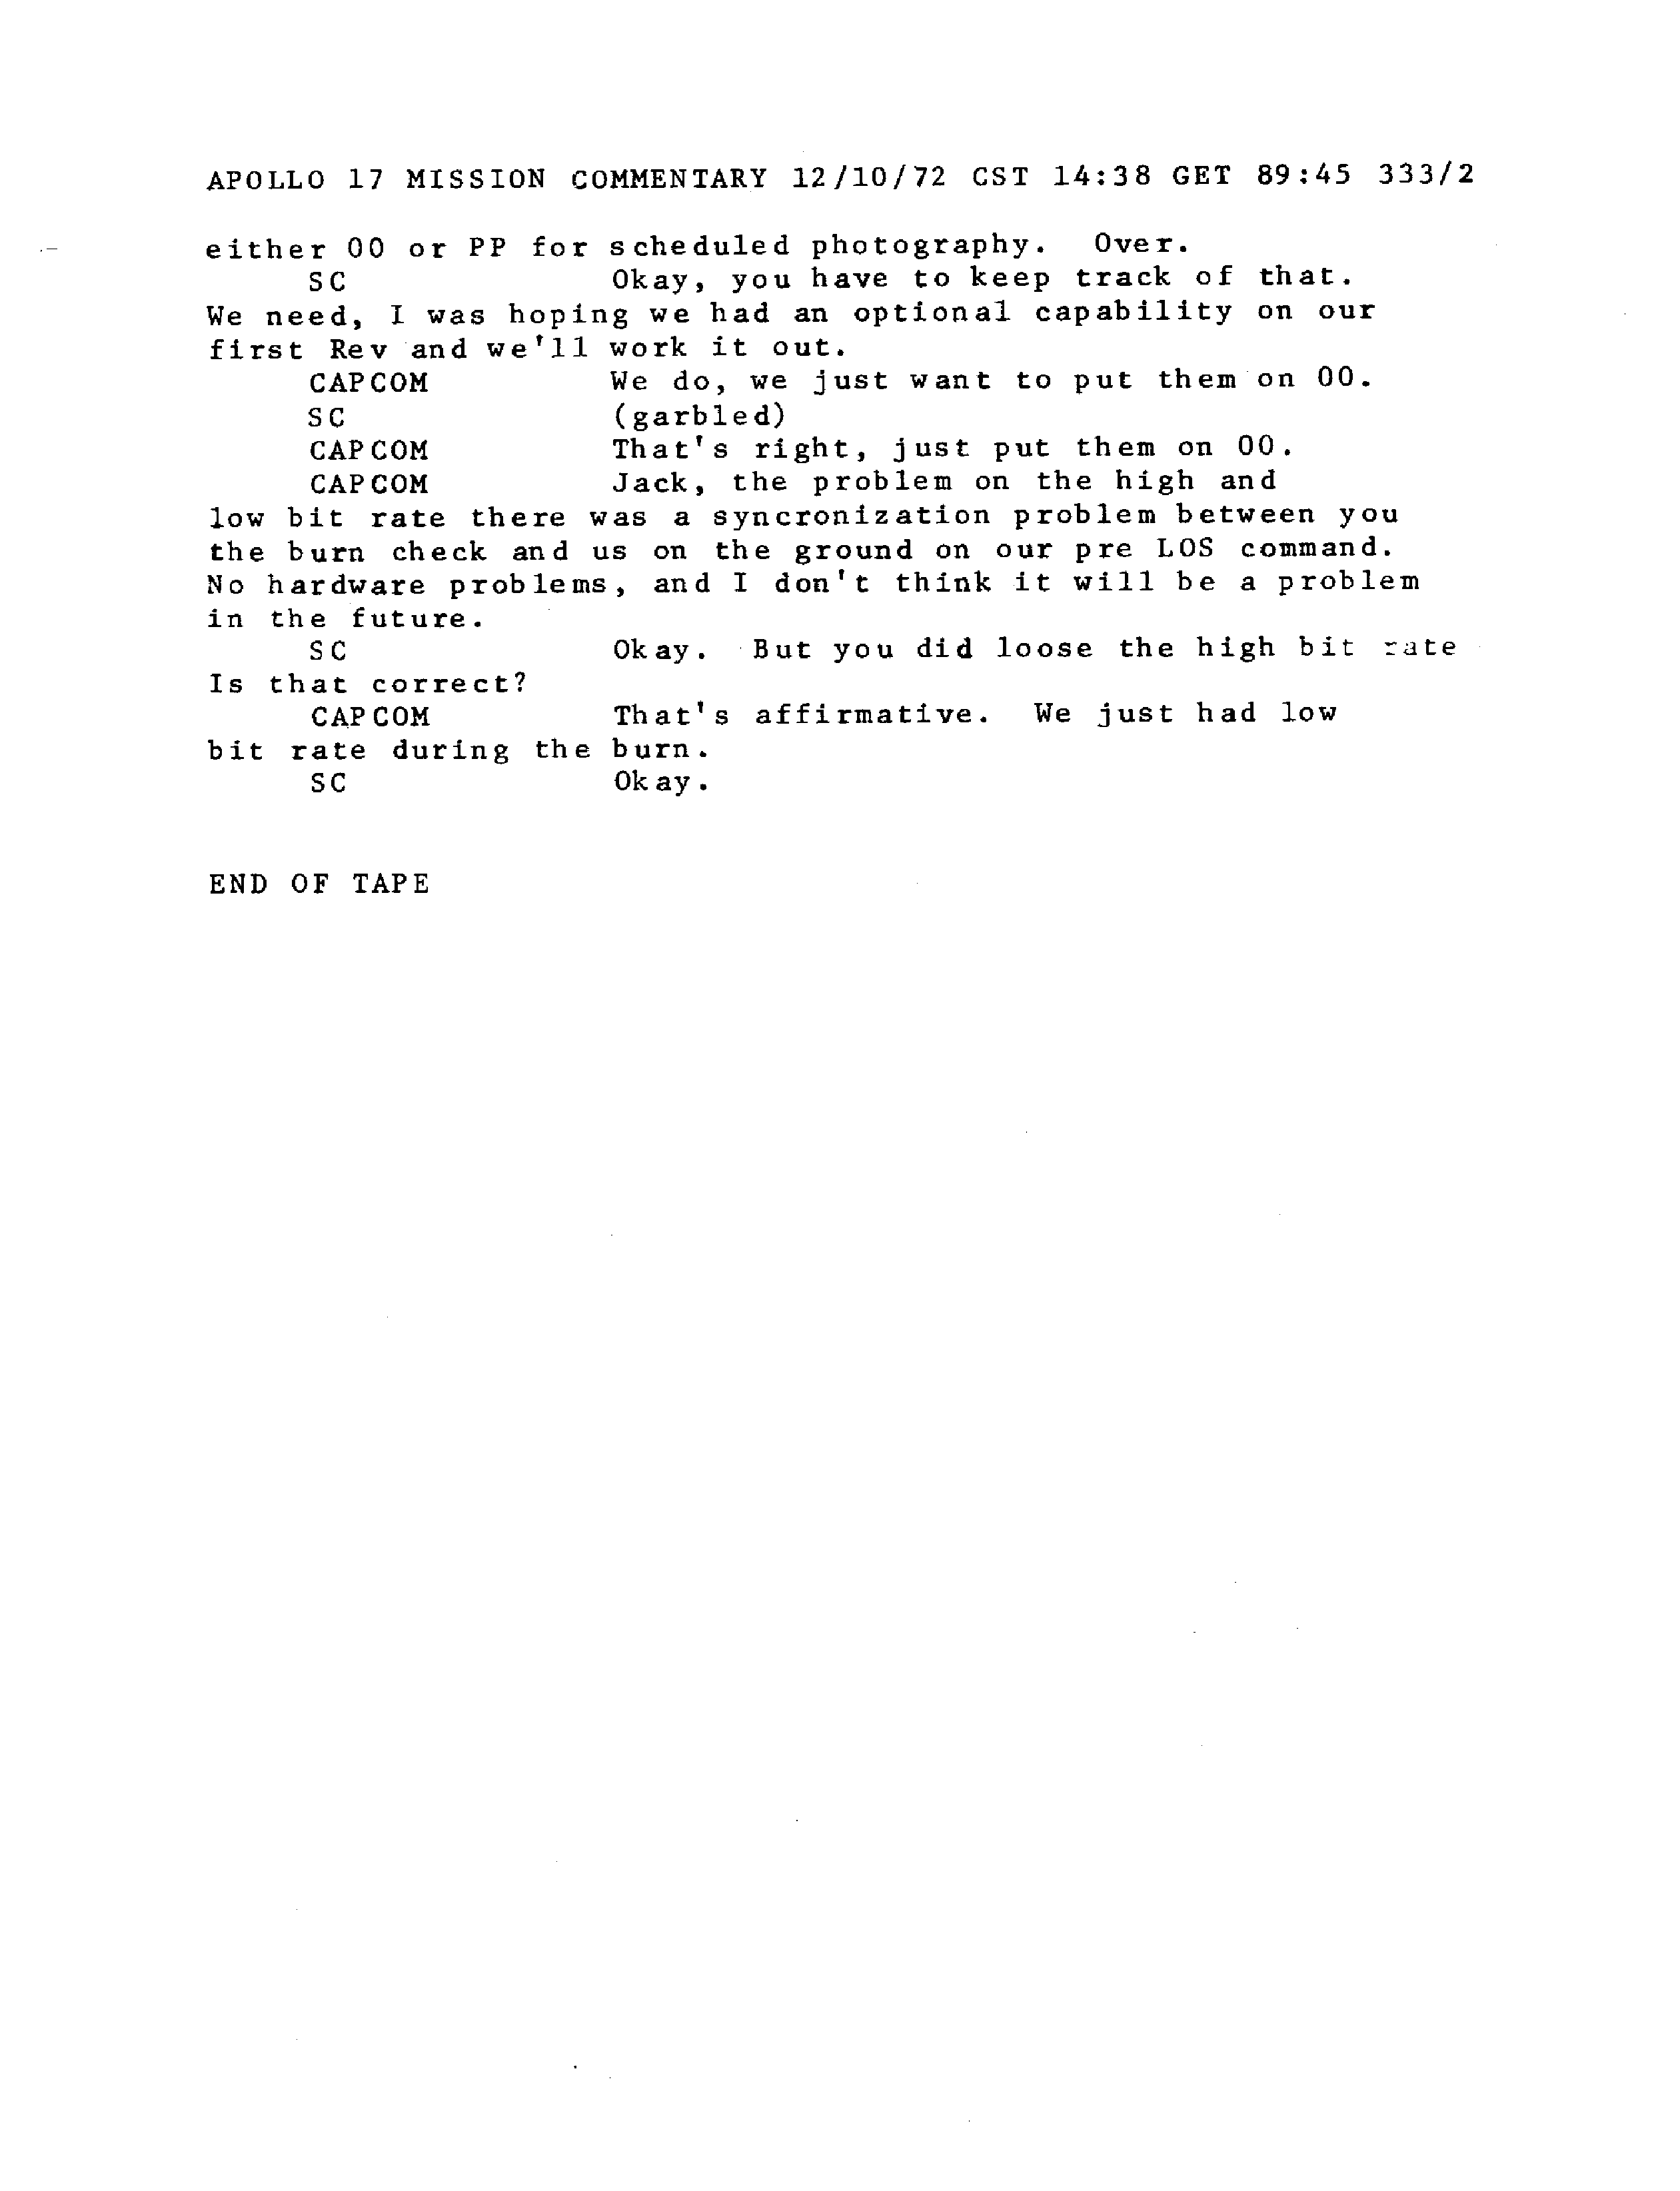 APOLLO 17 MISSION COMMENTARY 12/10/72 CST 14:38 GET 89:45 333/2
either 00 or PP for scheduled photography. Over.
SC Okay, you have to keep track of that.
We need, I was hoping we had an optional capability on our
first Rev and we'll work it out.
CAPCOM We do, we just want to put them on 00.
SC (garbled)
CAPCOM That's right, just put them on 00.
CAPCOM Jack, the problem on the high and
low bit rate there was a syncronization problem between you
the burn check and us on the ground on our pre LOS command.
No hardware problems, and I don't think it will be a problem
in the future.
SC Okay. But you did loose the high bit rate
Is that correct?
CAPCOM That's affirmative. We just had low
bit rate during the burn.
SC Okay.
END OF TAPE